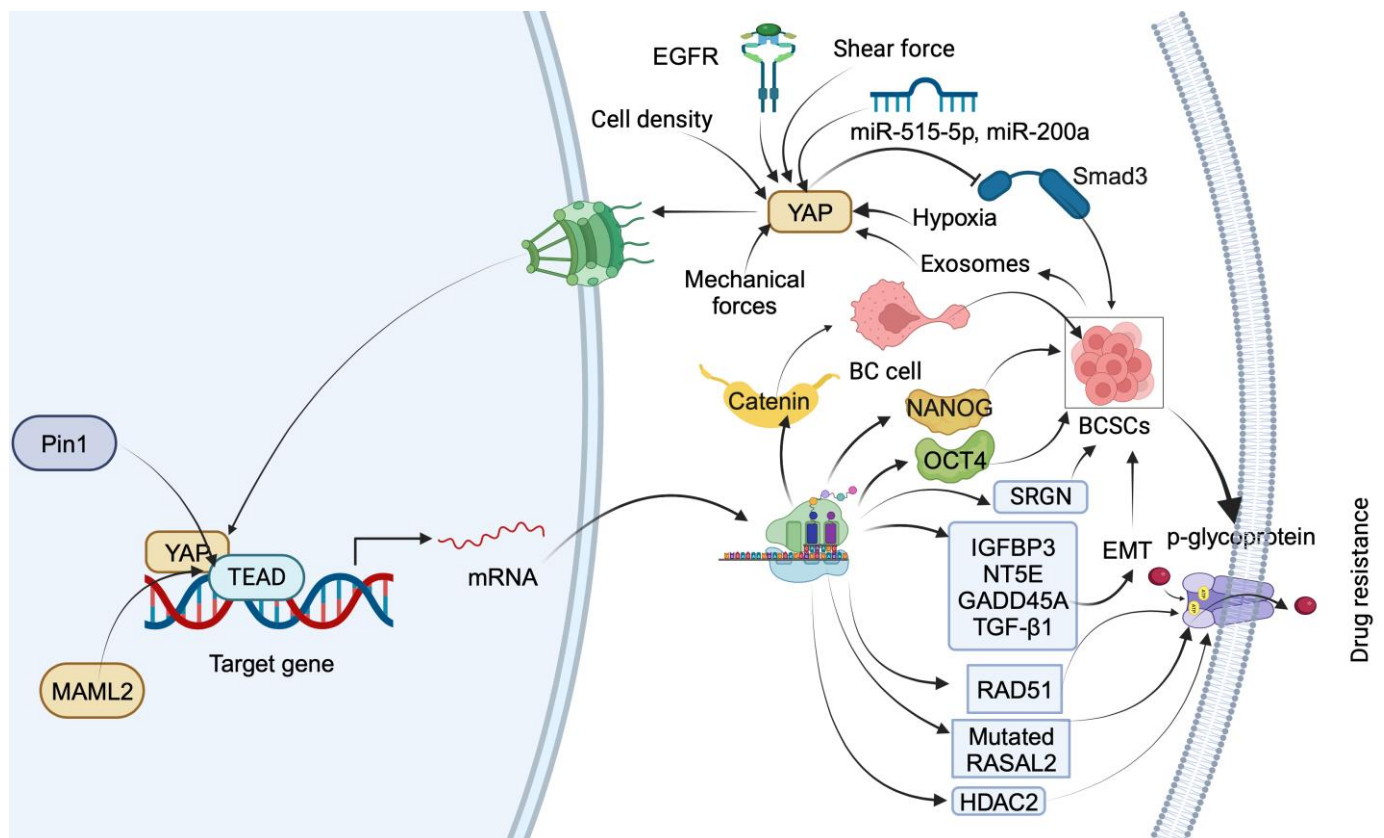 EGFR
Shear force
Cell density
miR-515-5p, miR-200a
Smad3
YAP
Hypoxia
Exosomes
Mechanical
forces
BC cell
Catenin
NANOG
BCSCs
OCT4
Pin1
SRGN
p-glycoprotein
IGFBP3
NT5E
GADD45A
TGF-β1
EMT
YAP
TEAD
mRNA
Target gene
MAML2
RAD51
Mutated
RASAL2
HDAC2
Drug resistance